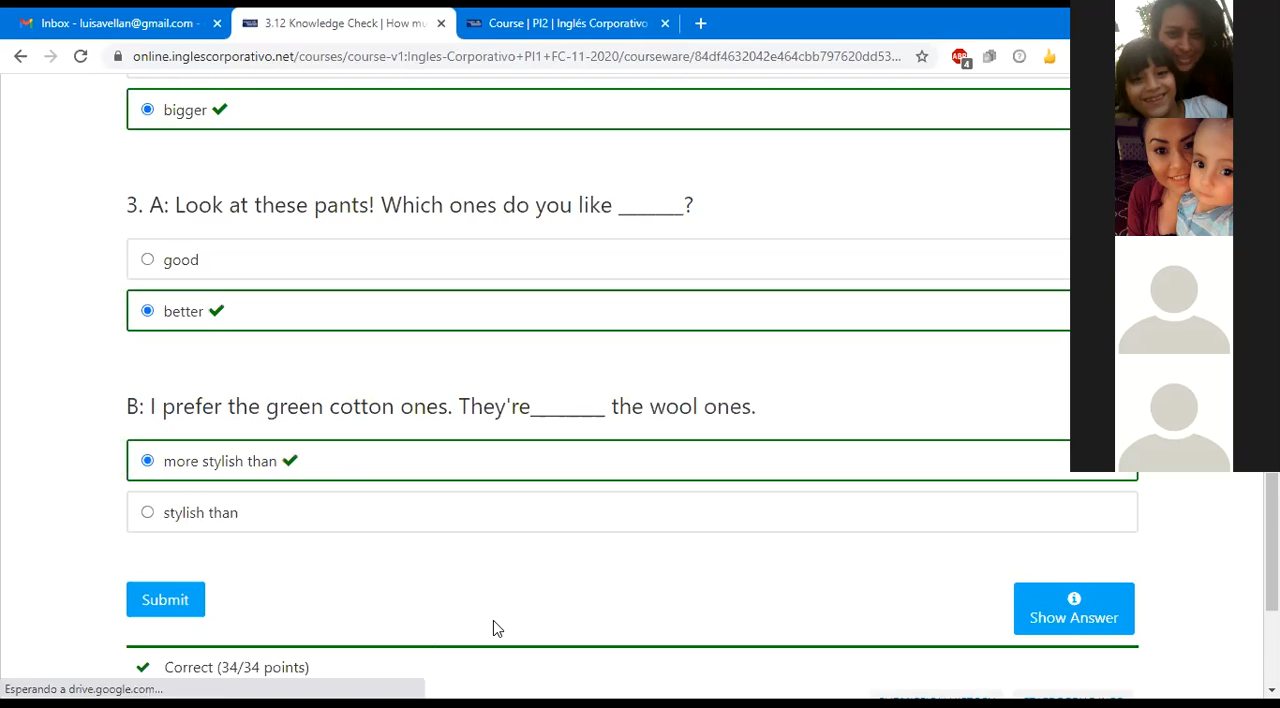 Inbox - luisavellan@gmail.com -
3.12 Knowledge Check | How mu
Course | PI2 | Inglés Corporativo
online.inglescorporativo.net/courses/course-v1:Ingles-Corporativo+PI1+FC-11-2020/courseware/84df4632042e464cbb797620dd53...
ABP
4
bigger
3. A: Look at these pants! Which ones do you like ______?
good
better
B: I prefer the green cotton ones. They're______ the wool ones.
more stylish than
stylish than
Submit
Show Answer
Correct (34/34 points)
Esperando a drive.google.com...